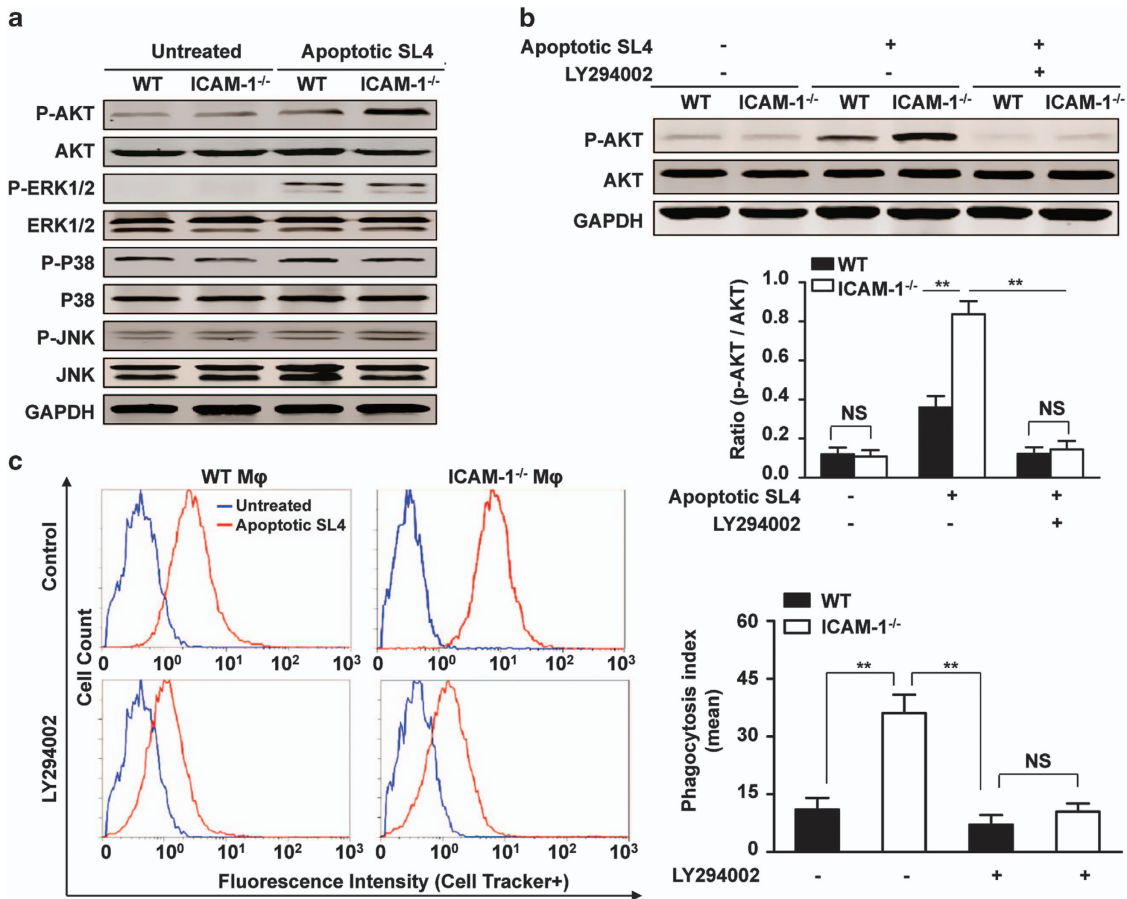 a
Untreated Apoptotic SL4
WT ICAM-1-/- WT ICAM-1-/-
P-AKT
AKT
P-ERK1/2
ERK1/2
P-P38
P38
P-JNK
JNK
GAPDH
b
Apoptotic SL4 - + +
LY294002 - - +
WT ICAM-1-/- WT ICAM-1-/- WT ICAM-1-/-
P-AKT
AKT
GAPDH
WT
ICAM-1-/-
Ratio (p-AKT / AKT)
1.0
0.8
0.6
0.4
0.2
0.0
NS ** ** NS
Apoptotic SL4 - + +
LY294002 - - +
c
WT Mφ ICAM-1-/- Mφ
Untreated
Apoptotic SL4
Control
Cell Count
0 100 101 102 103 0 100 101 102 103
LY294002
0 100 101 102 103 0 100 101 102 103
Fluorescence Intensity (Cell Tracker+)
WT
ICAM-1-/-
Phagocytosis index
(mean)
60
45
30
15
0
** ** NS
LY294002 - - + +